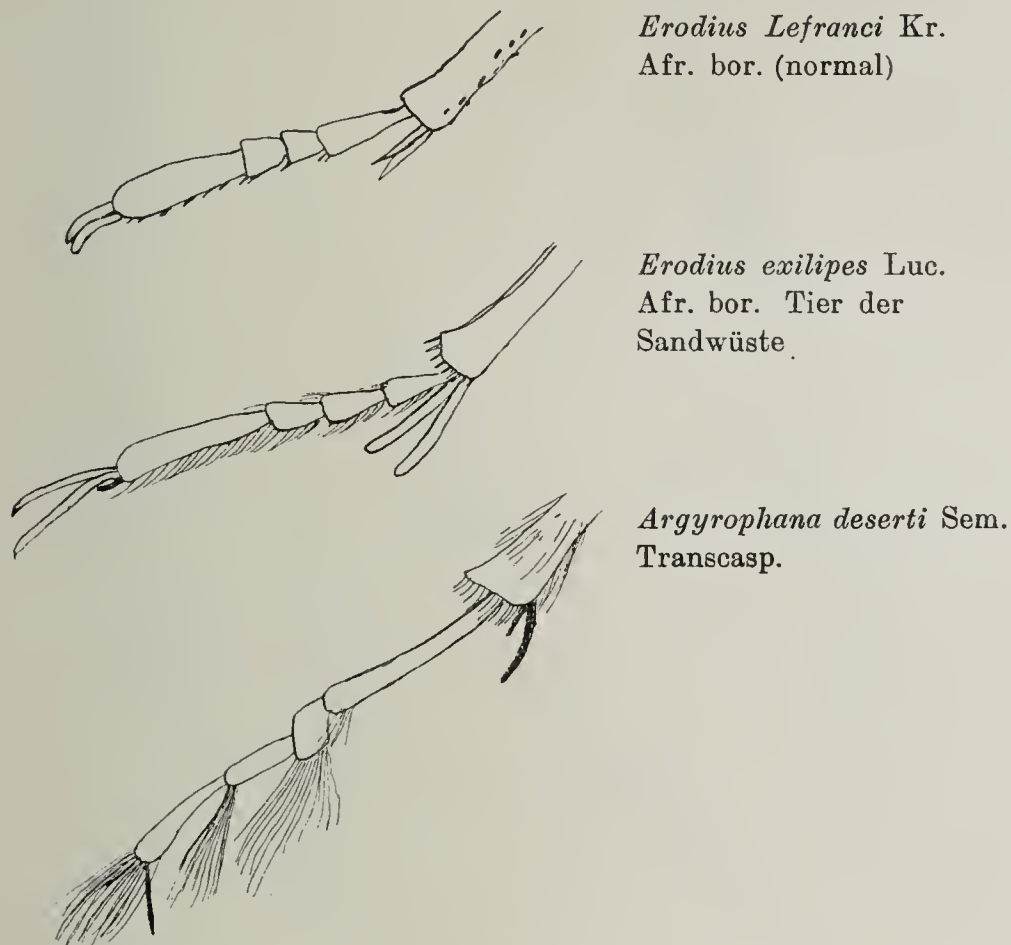 Erodius Lefranci Kr.
Afr. bor. (normal)
Erodius exilipes Luc.
Afr. bor. Tier der
Sandwüste
Argyrophana deserti Sem.
Transcasp.